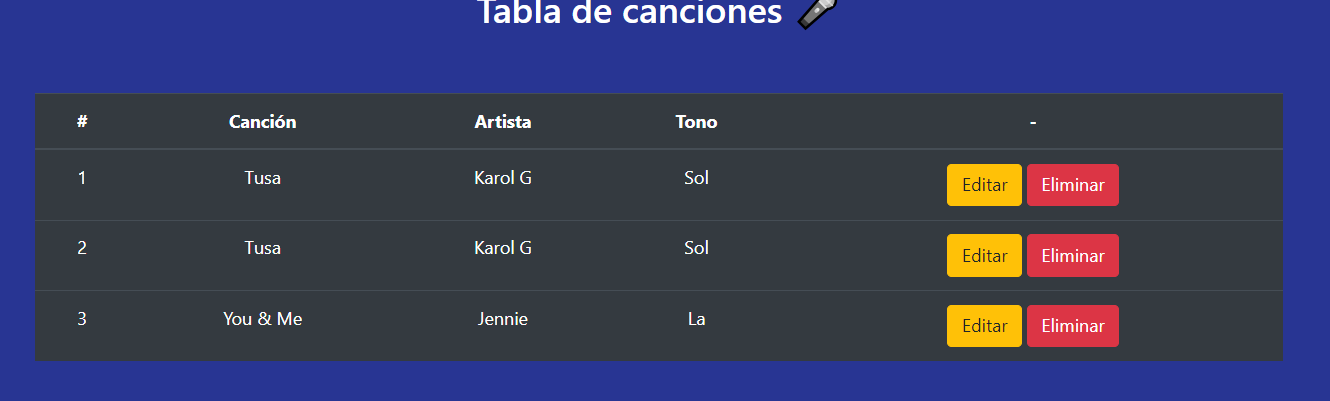 Tabla de canciones
# Canción Artista Tono -
1 Tusa Karol G Sol Editar Eliminar
2 Tusa Karol G Sol Editar Eliminar
3 You & Me Jennie La Editar Eliminar